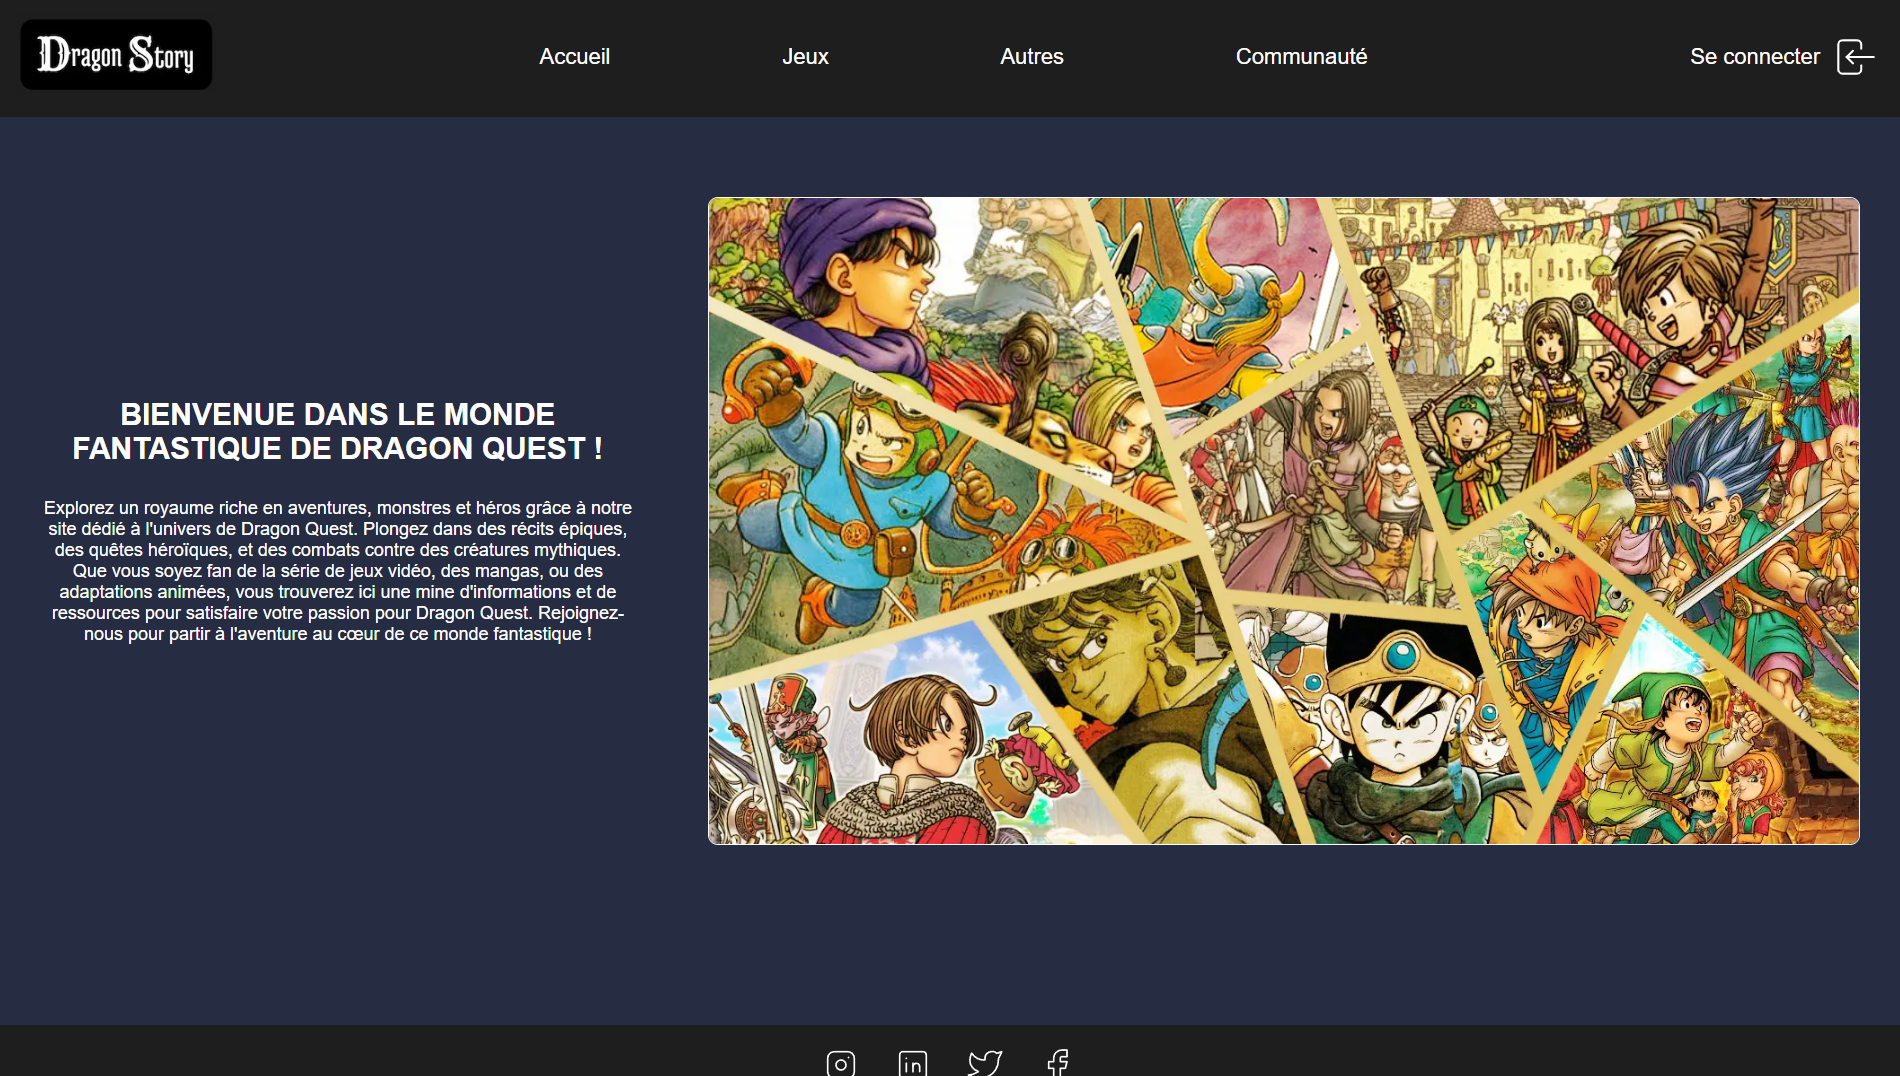 Dragon Story
Accueil
Jeux
Autres
Communauté
Se connecter
BIENVENUE DANS LE MONDE
FANTASTIQUE DE DRAGON QUEST !
Explorez un royaume riche en aventures, monstres et héros grâce à notre
site dédié à l'univers de Dragon Quest. Plongez dans des récits épiques,
des quêtes héroïques, et des combats contre des créatures mythiques.
Que vous soyez fan de la série de jeux vidéo, des mangas, ou des
adaptations animées, vous trouverez ici une mine d'informations et de
ressources pour satisfaire votre passion pour Dragon Quest. Rejoignez-
nous pour partir à l'aventure au cœur de ce monde fantastique !